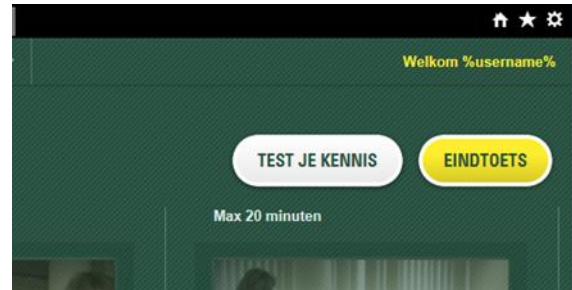 Welkom %username%
TEST JE KENNIS
EINDTOETS
Max 20 minuten